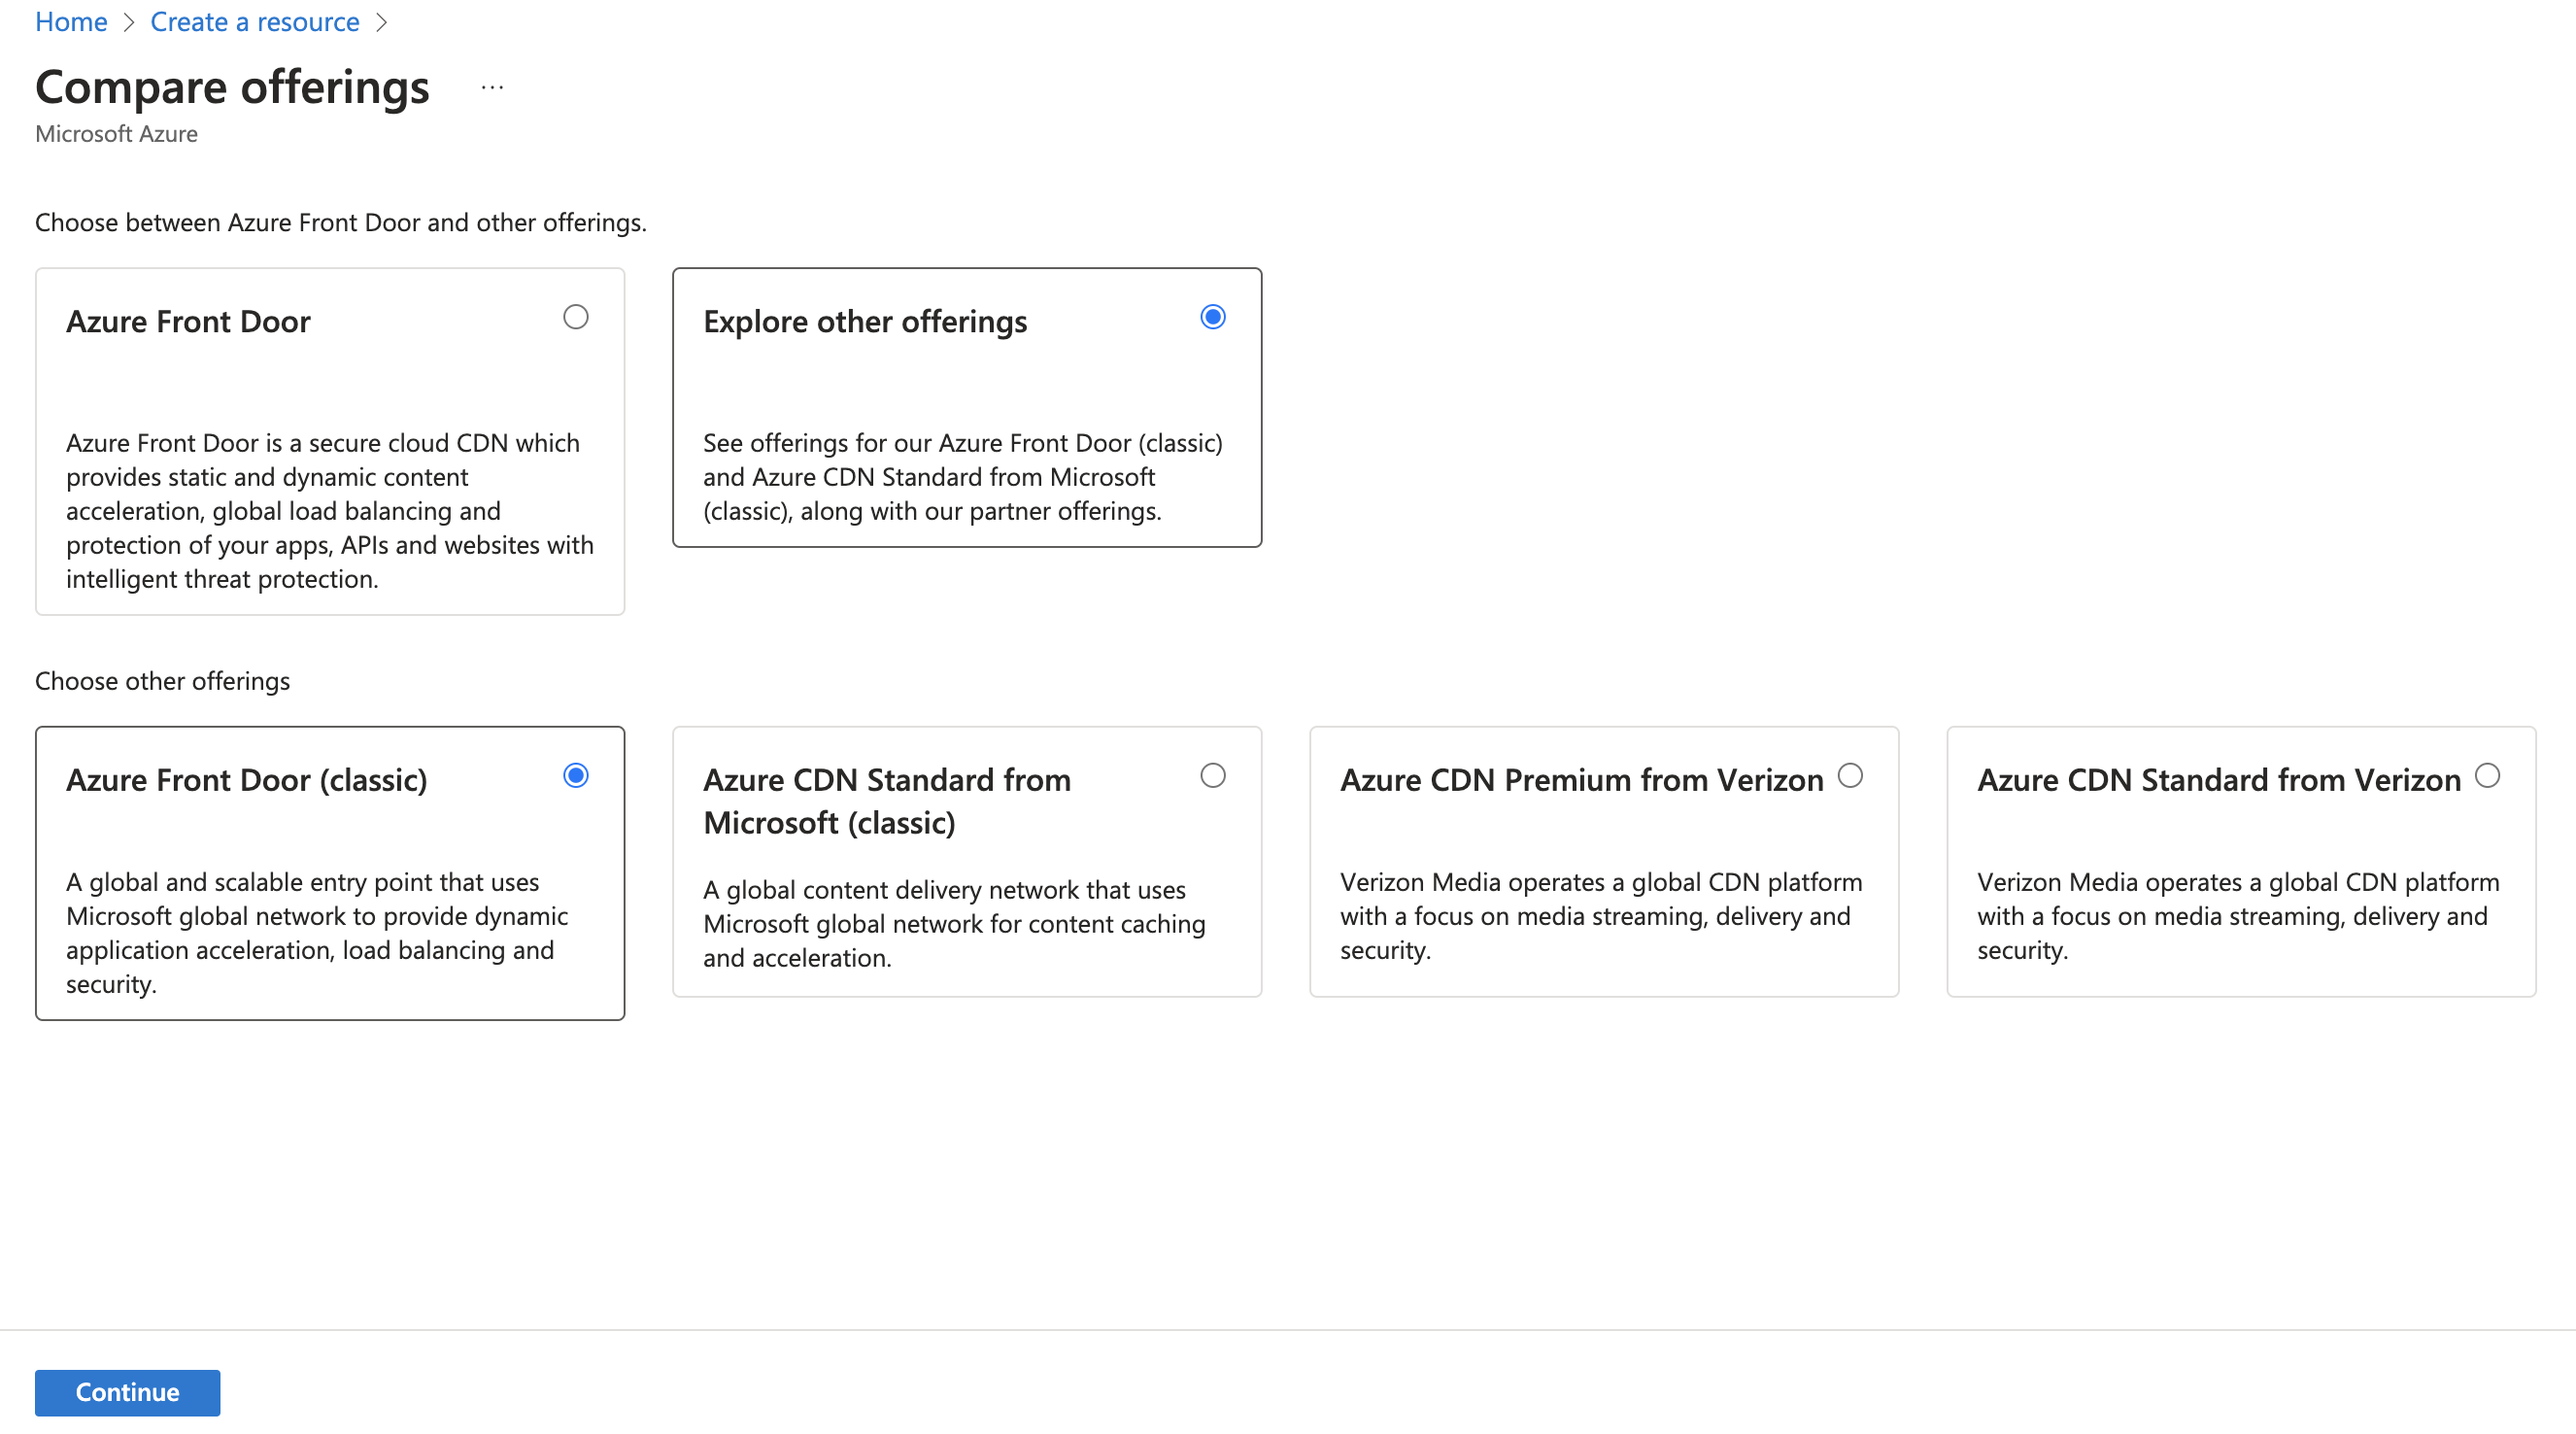 Home > Create a resource >
Compare offerings ...
Microsoft Azure
Choose between Azure Front Door and other offerings.
Azure Front Door
Azure Front Door is a secure cloud CDN which
provides static and dynamic content
acceleration, global load balancing and
protection of your apps, APIs and websites with
intelligent threat protection.
Explore other offerings
See offerings for our Azure Front Door (classic)
and Azure CDN Standard from Microsoft
(classic), along with our partner offerings.
Choose other offerings
Azure Front Door (classic)
A global and scalable entry point that uses
Microsoft global network to provide dynamic
application acceleration, load balancing and
security.
Azure CDN Standard from
Microsoft (classic)
A global content delivery network that uses
Microsoft global network for content caching
and acceleration.
Azure CDN Premium from Verizon
Verizon Media operates a global CDN platform
with a focus on media streaming, delivery and
security.
Azure CDN Standard from Verizon
Verizon Media operates a global CDN platform
with a focus on media streaming, delivery and
security.
Continue